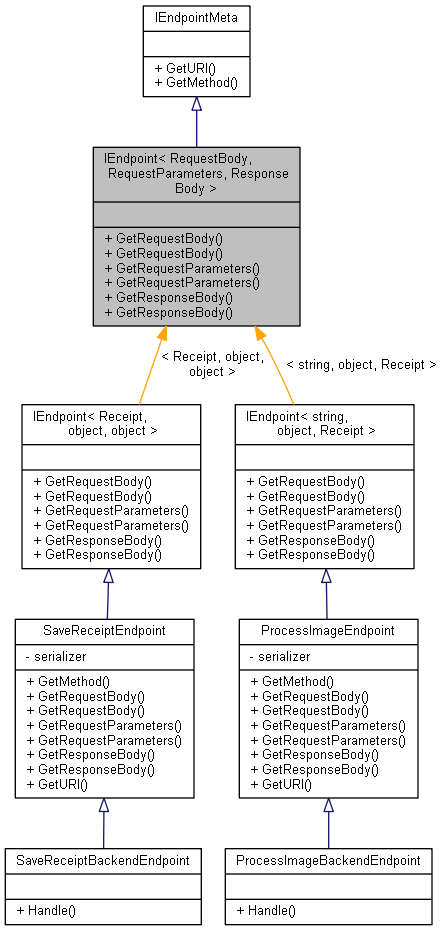 IEndpointMeta
+ GetURI()
+ GetMethod()
IEndpoint< RequestBody,
RequestParameters, Response
Body >
+ GetRequestBody()
+ GetRequestBody()
+ GetRequestParameters()
+ GetRequestParameters()
+ GetResponseBody()
+ GetResponseBody()
< Receipt, object,
object >
< string, object, Receipt >
IEndpoint< Receipt,
object, object >
+ GetRequestBody()
+ GetRequestBody()
+ GetRequestParameters()
+ GetRequestParameters()
+ GetResponseBody()
+ GetResponseBody()
IEndpoint< string,
object, Receipt >
+ GetRequestBody()
+ GetRequestBody()
+ GetRequestParameters()
+ GetRequestParameters()
+ GetResponseBody()
+ GetResponseBody()
SaveReceiptEndpoint
- serializer
+ GetMethod()
+ GetRequestBody()
+ GetRequestBody()
+ GetRequestParameters()
+ GetRequestParameters()
+ GetResponseBody()
+ GetResponseBody()
+ GetURI()
ProcessImageEndpoint
- serializer
+ GetMethod()
+ GetRequestBody()
+ GetRequestBody()
+ GetRequestParameters()
+ GetRequestParameters()
+ GetResponseBody()
+ GetResponseBody()
+ GetURI()
SaveReceiptBackendEndpoint
+ Handle()
ProcessImageBackendEndpoint
+ Handle()